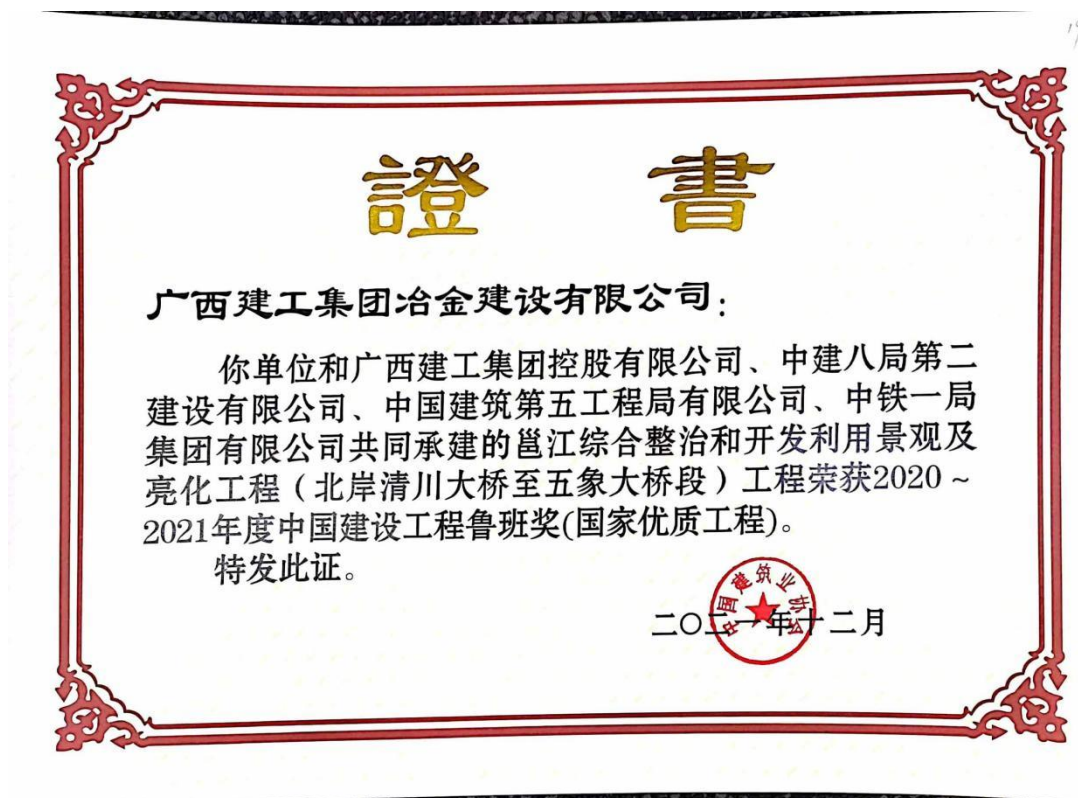 證 書
广西建工集团冶金建设有限公司：
你单位和广西建工集团控股有限公司、中建八局第二
建设有限公司、中国建筑第五工程局有限公司、中铁一局
集团有限公司共同承建的邕江综合整治和开发利用景观及
亮化工程（北岸清川大桥至五象大桥段）工程荣获2020～
2021年度中国建设工程鲁班奖(国家优质工程)。
特发此证。
中国建筑业协会
二〇二一年十二月